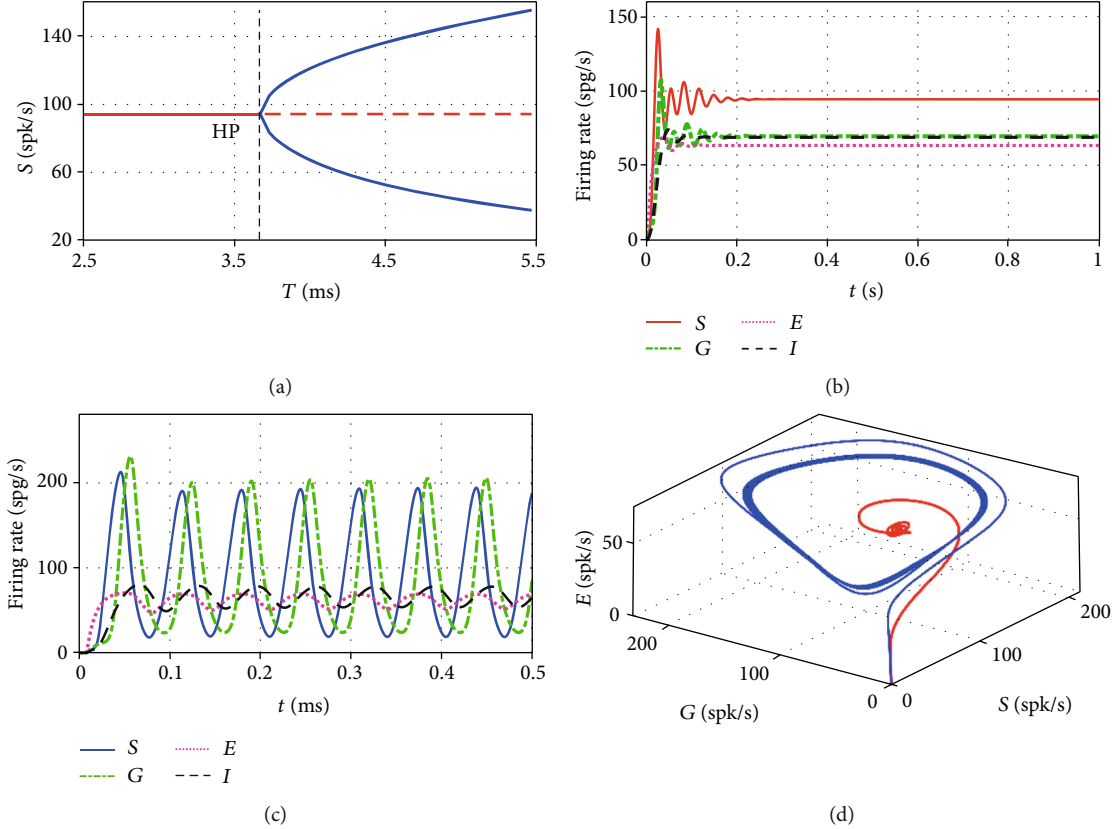 140
100
60
20
S (spk/s)
HP
2.5
3.5
4.5
5.5
T (ms)
(a)
150
100
50
0
Firing rate (spg/s)
0
0.2
0.4
0.6
0.8
1
t (s)
S
E
G
I
(b)
200
100
0
Firing rate (spg/s)
0
0.1
0.2
0.3
0.4
0.5
t (ms)
S
E
G
I
(c)
50
0
E (spk/s)
200
100
0
G (spk/s)
0
100
200
S (spk/s)
(d)